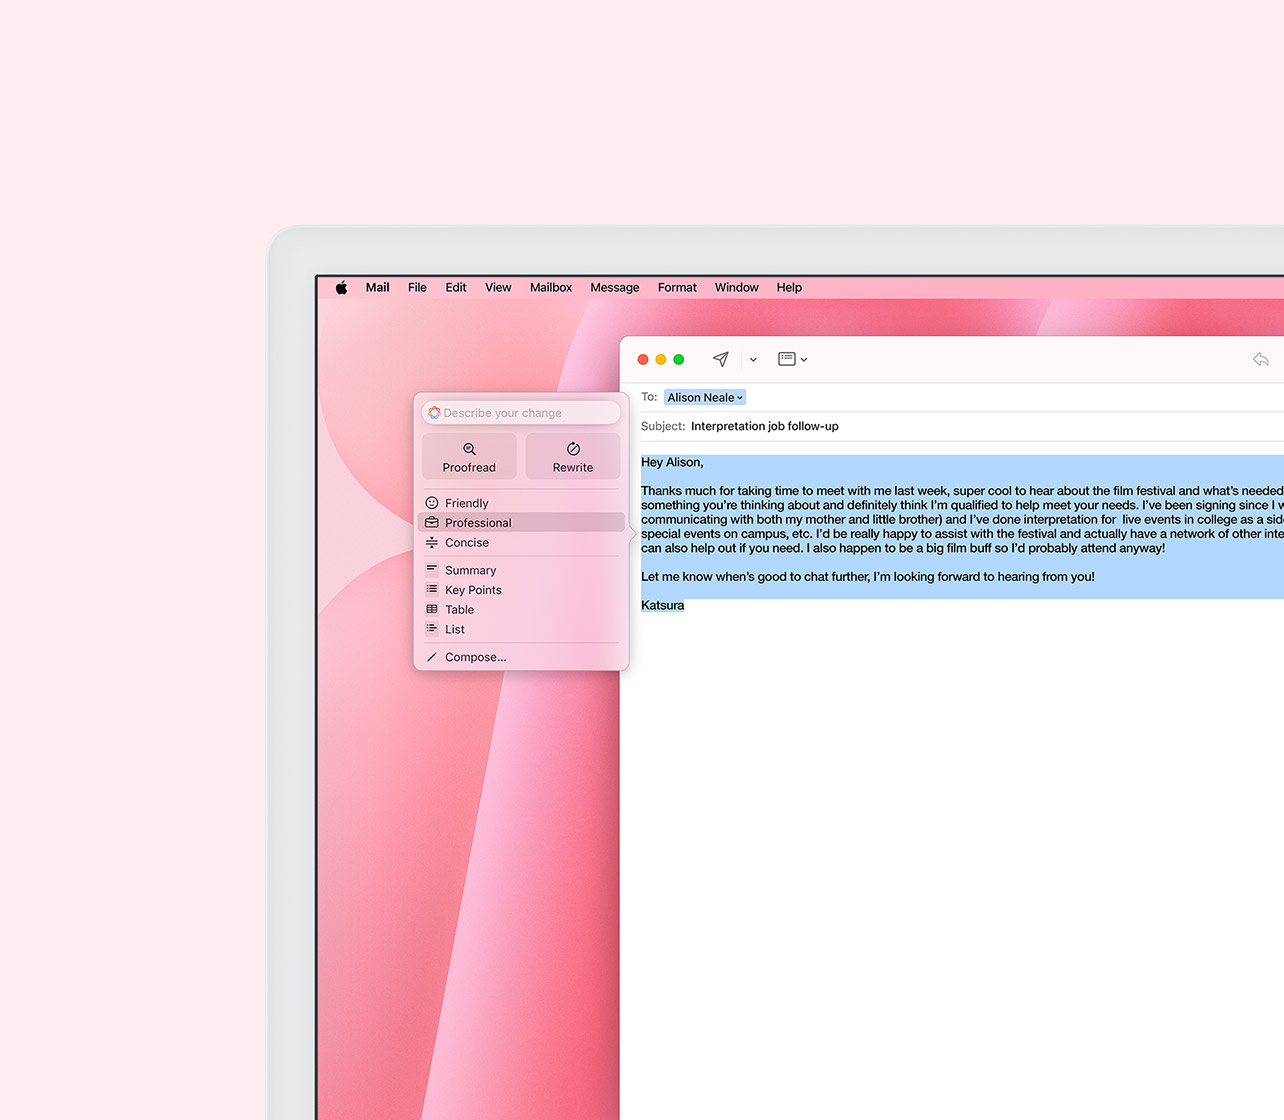 Mail File Edit View Mailbox Message Format Window Help
To: Alison Neale
Subject: Interpretation job follow-up
Describe your change
Proofread
Rewrite
Friendly
Professional
Concise
Summary
Key Points
Table
List
Compose...
Hey Alison,
Thanks much for taking time to meet with me last week, super cool to hear about the film festival and what’s needed
something you’re thinking about and definitely think I’m qualified to help meet your needs. I’ve been signing since I
communicating with both my mother and little brother) and I’ve done interpretation for live events in college as a
special events on campus, etc. I’d be really happy to assist with the festival and actually have a network of other
can also help out if you need. I also happen to be a big film buff so I’d probably attend anyway!
Let me know when’s good to chat further, I’m looking forward to hearing from you!
Katsura